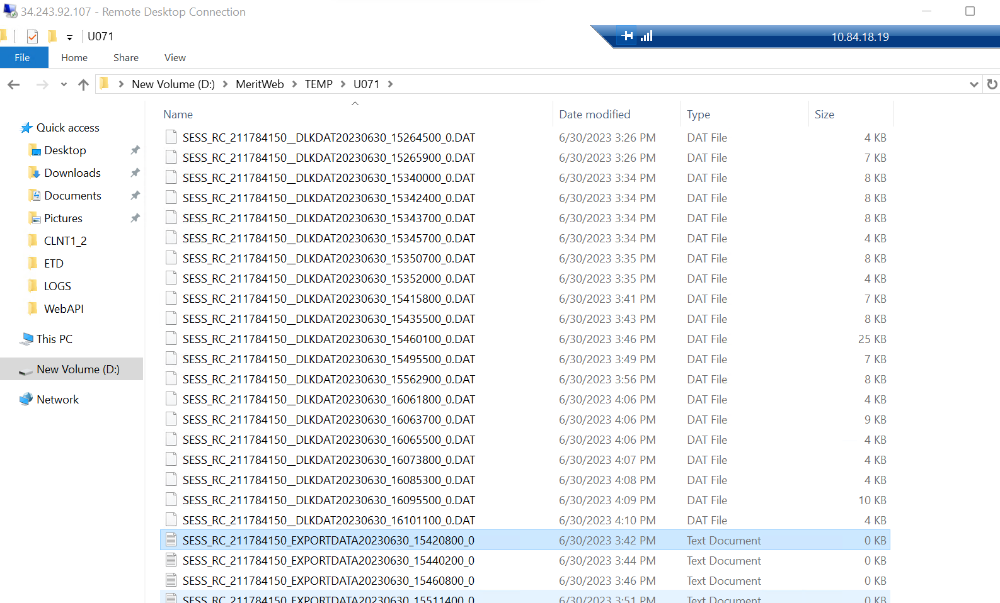 34.243.92.107 - Remote Desktop Connection
U071
10.84.18.19
File Home Share View
New Volume (D:) MeritWeb TEMP U071
Name Date modified Type Size
Quick access
Desktop
Downloads
Documents
Pictures
CLNT1_2
ETD
LOGS
WebAPI
This PC
New Volume (D:)
Network
SESS_RC_211784150__DLKDAT20230630_15264500_0.DAT 6/30/2023 3:26 PM DAT File 4 KB
SESS_RC_211784150__DLKDAT20230630_15265900_0.DAT 6/30/2023 3:26 PM DAT File 7 KB
SESS_RC_211784150__DLKDAT20230630_15340000_0.DAT 6/30/2023 3:34 PM DAT File 8 KB
SESS_RC_211784150__DLKDAT20230630_15342400_0.DAT 6/30/2023 3:34 PM DAT File 8 KB
SESS_RC_211784150__DLKDAT20230630_15343700_0.DAT 6/30/2023 3:34 PM DAT File 8 KB
SESS_RC_211784150__DLKDAT20230630_15345700_0.DAT 6/30/2023 3:34 PM DAT File 4 KB
SESS_RC_211784150__DLKDAT20230630_15350700_0.DAT 6/30/2023 3:35 PM DAT File 8 KB
SESS_RC_211784150__DLKDAT20230630_15352000_0.DAT 6/30/2023 3:35 PM DAT File 4 KB
SESS_RC_211784150__DLKDAT20230630_15415800_0.DAT 6/30/2023 3:41 PM DAT File 7 KB
SESS_RC_211784150__DLKDAT20230630_15435500_0.DAT 6/30/2023 3:43 PM DAT File 8 KB
SESS_RC_211784150__DLKDAT20230630_15460100_0.DAT 6/30/2023 3:46 PM DAT File 25 KB
SESS_RC_211784150__DLKDAT20230630_15495500_0.DAT 6/30/2023 3:49 PM DAT File 7 KB
SESS_RC_211784150__DLKDAT20230630_15562900_0.DAT 6/30/2023 3:56 PM DAT File 8 KB
SESS_RC_211784150__DLKDAT20230630_16061800_0.DAT 6/30/2023 4:06 PM DAT File 4 KB
SESS_RC_211784150__DLKDAT20230630_16063700_0.DAT 6/30/2023 4:06 PM DAT File 9 KB
SESS_RC_211784150__DLKDAT20230630_16065500_0.DAT 6/30/2023 4:06 PM DAT File 4 KB
SESS_RC_211784150__DLKDAT20230630_16073800_0.DAT 6/30/2023 4:07 PM DAT File 4 KB
SESS_RC_211784150__DLKDAT20230630_16085300_0.DAT 6/30/2023 4:08 PM DAT File 4 KB
SESS_RC_211784150__DLKDAT20230630_16095500_0.DAT 6/30/2023 4:09 PM DAT File 10 KB
SESS_RC_211784150__DLKDAT20230630_16101100_0.DAT 6/30/2023 4:10 PM DAT File 4 KB
SESS_RC_211784150_EXPORTDATA20230630_15420800_0 6/30/2023 3:42 PM Text Document 0 KB
SESS_RC_211784150_EXPORTDATA20230630_15440200_0 6/30/2023 3:44 PM Text Document 0 KB
SESS_RC_211784150_EXPORTDATA20230630_15460800_0 6/30/2023 3:46 PM Text Document 0 KB
SESS_RC_211784150_EXPORTDATA20230630_15511400_0 6/30/2023 3:51 PM Text Document 0 KB